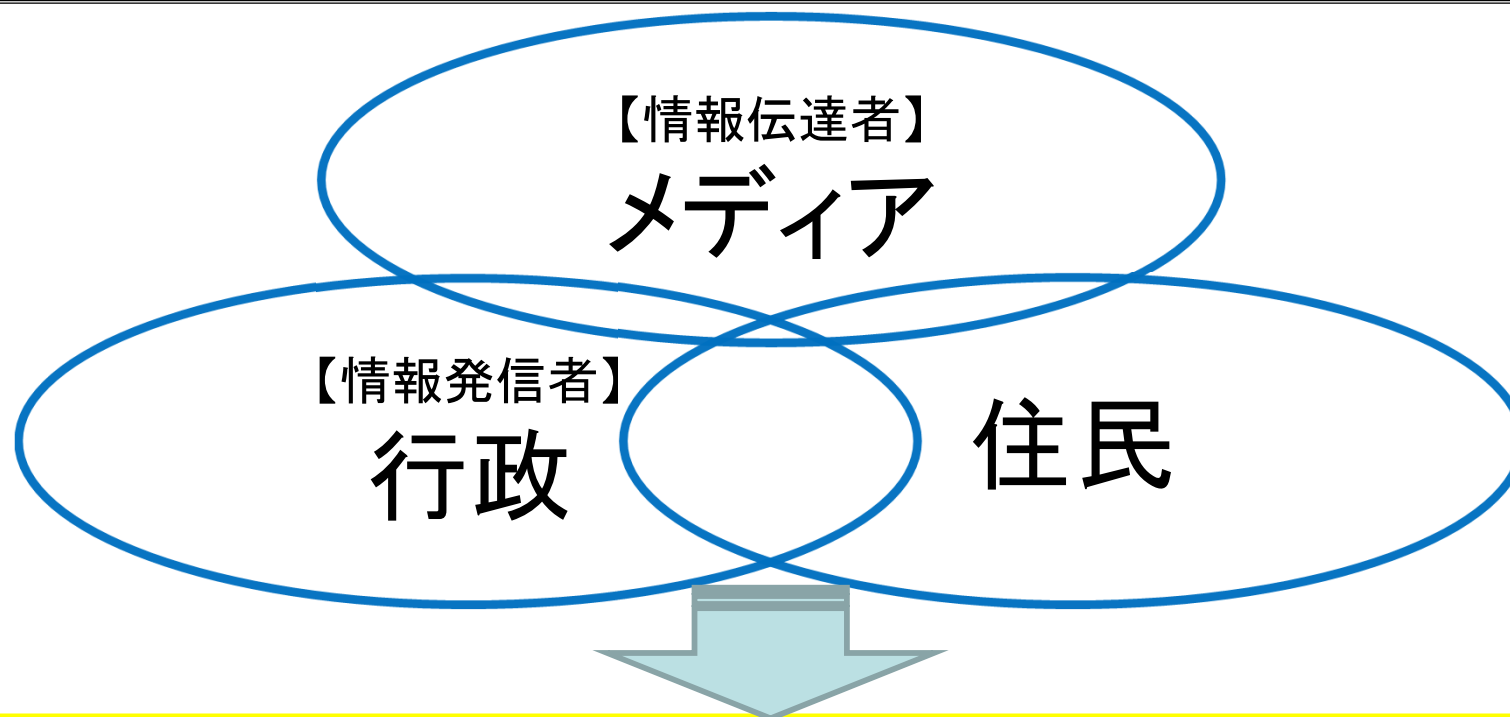 【情報伝達者】
メディア
【情報発信者】
行政
住民